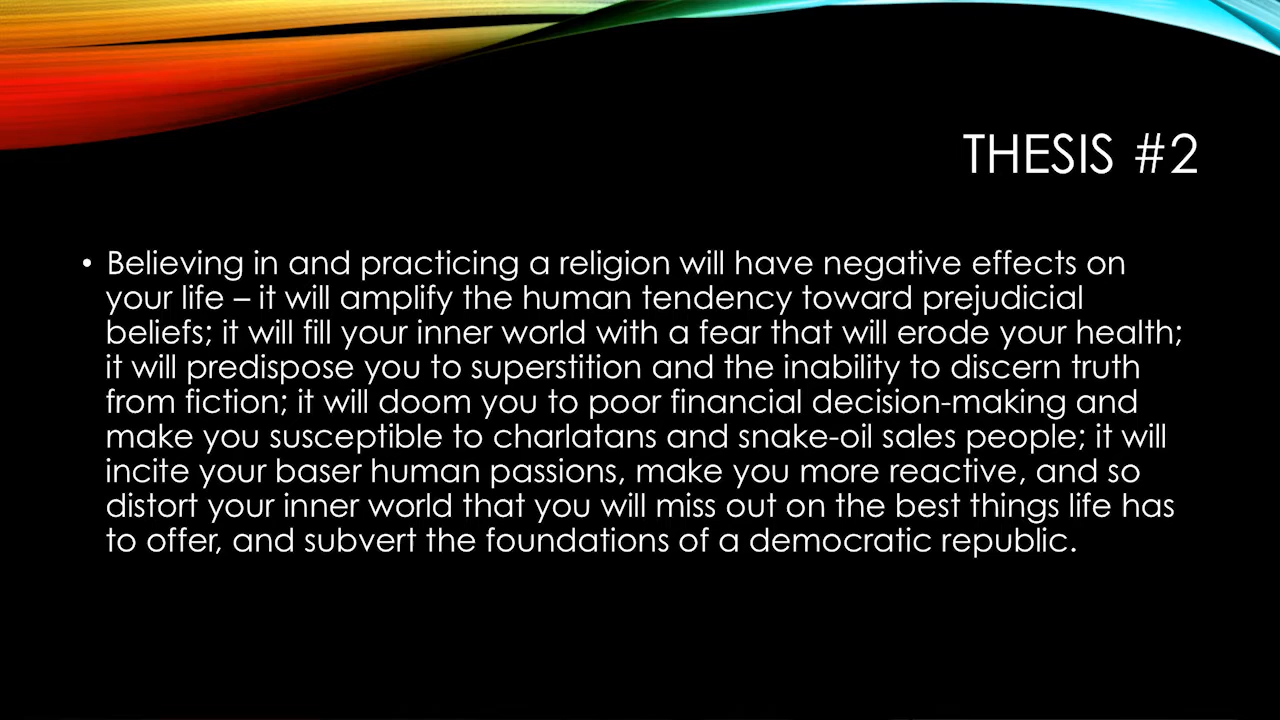 THESIS #2
• Believing in and practicing a religion will have negative effects on
your life – it will amplify the human tendency toward prejudicial
beliefs; it will fill your inner world with a fear that will erode your health;
it will predispose you to superstition and the inability to discern truth
from fiction; it will doom you to poor financial decision-making and
make you susceptible to charlatans and snake-oil sales people; it will
incite your baser human passions, make you more reactive, and so
distort your inner world that you will miss out on the best things life has
to offer, and subvert the foundations of a democratic republic.